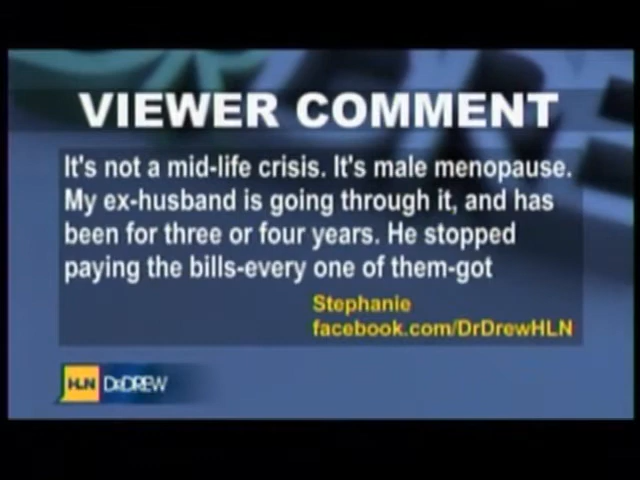 VIEWER COMMENT
It's not a mid-life crisis. It's male menopause.
My ex-husband is going through it, and has
been for three or four years. He stopped
paying the bills-every one of them-got
Stephanie
facebook.com/DrDrewHLN
HLN DR.DREW